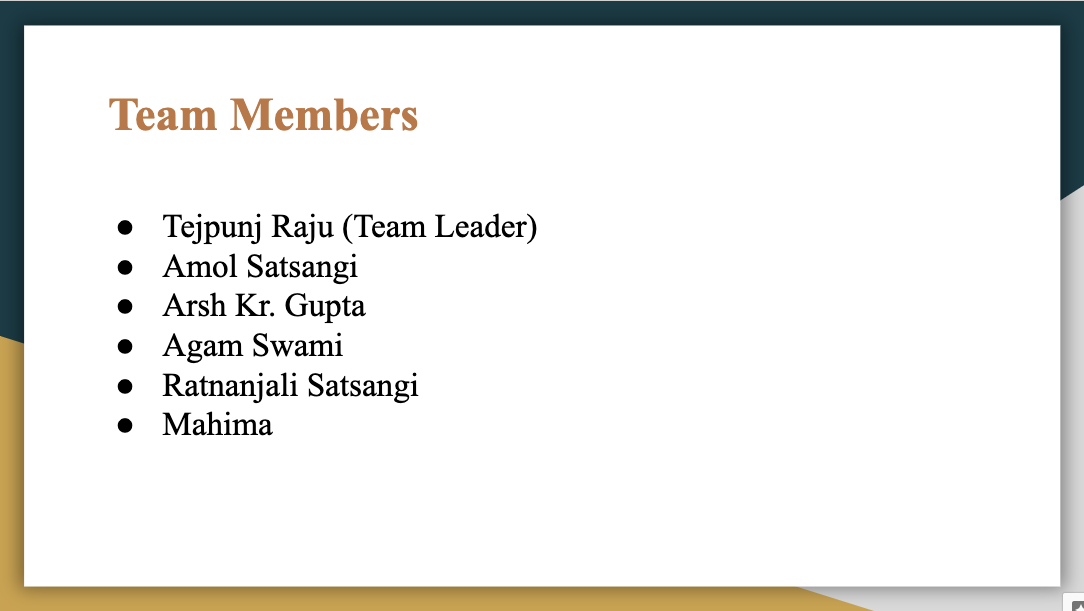 Team Members
● Tejpunj Raju (Team Leader)
● Amol Satsangi
● Arsh Kr. Gupta
● Agam Swami
● Ratnanjali Satsangi
● Mahima